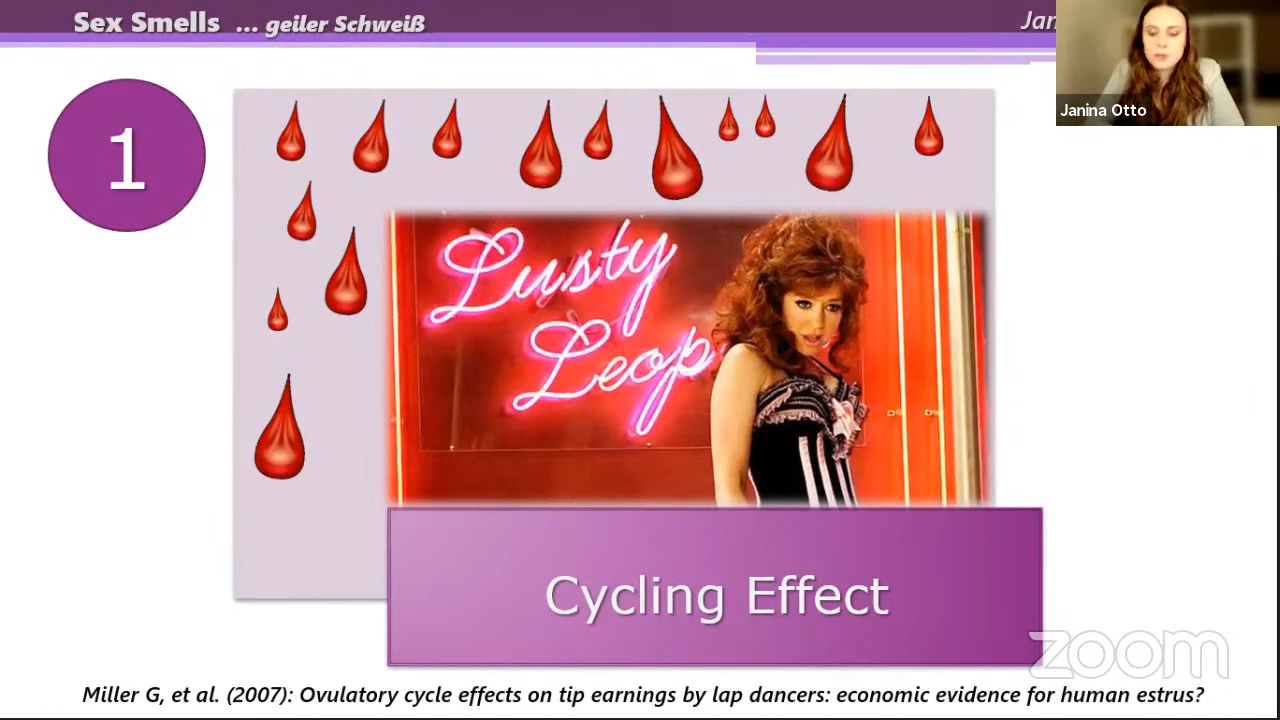 Sex Smells ... geiler Schweiß
Jan
Janina Otto
1
Lusty
Leop
Cycling Effect
zoom
Miller G, et al. (2007): Ovulatory cycle effects on tip earnings by lap dancers: economic evidence for human estrus?